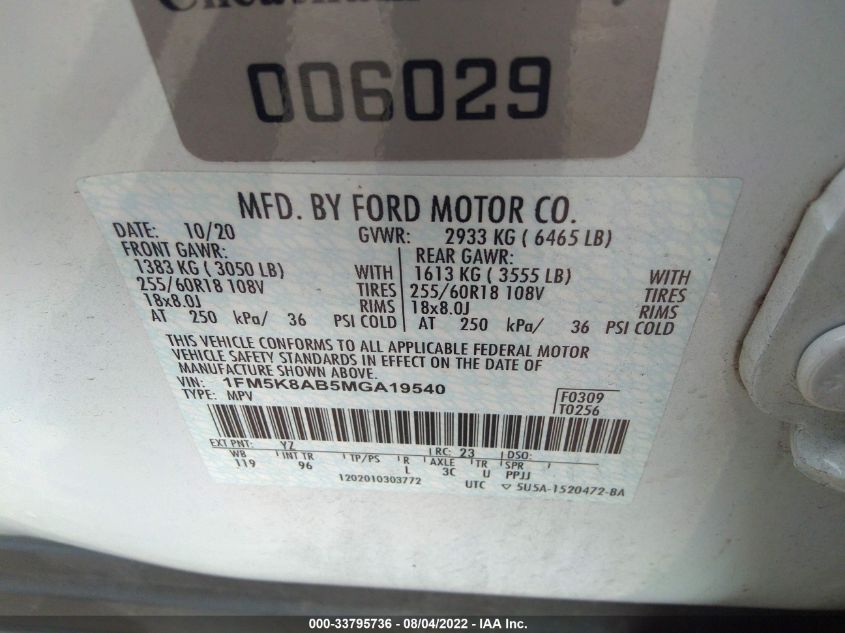 006029
MFD. BY FORD MOTOR CO.
DATE: 10/20 GVWR: 2933 KG ( 6465 LB)
FRONT GAWR: REAR GAWR:
1383 KG ( 3050 LB) WITH 1613 KG ( 3555 LB) WITH
255/60R18 108V TIRES 255/60R18 108V TIRES
18x8.0J RIMS 18x8.0J RIMS
AT 250 kPa/ 36 PSI COLD AT 250 kPa/ 36 PSI COLD
THIS VEHICLE CONFORMS TO ALL APPLICABLE FEDERAL MOTOR
VEHICLE SAFETY STANDARDS IN EFFECT ON THE DATE OF
MANUFACTURE SHOWN ABOVE.
VIN: 1FM5K8AB5MGA19540 F0309
TYPE: MPV T0256
EXT PNT: YZ RC: 23 DSO:
WB INT TR TP/PS R AXLE TR SPR
119 96 L 3C U PPJJ
1202010303772 UTC ▽ 5U5A-1520472-BA
000-33795736 - 08/04/2022 - IAA Inc.